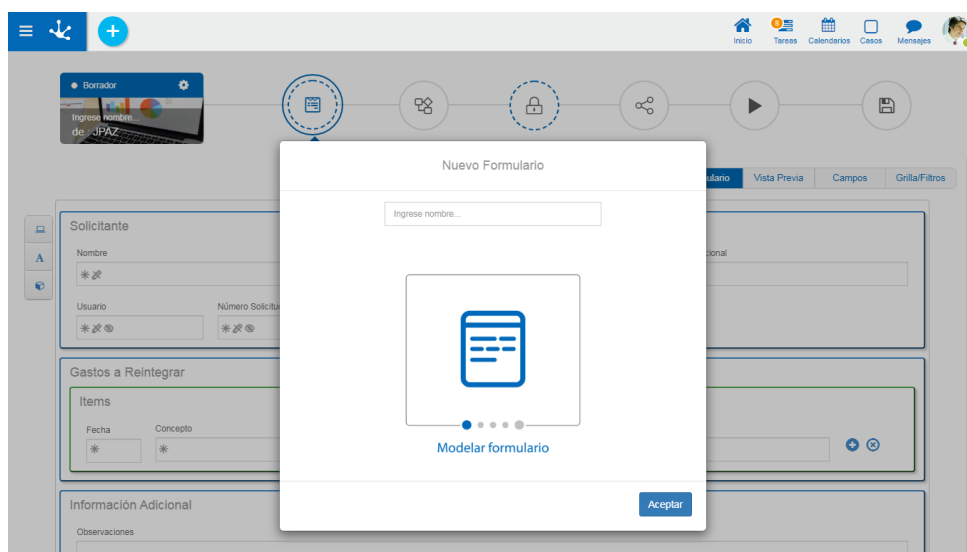 Inicio
Tareas
Calendarios
Casos
Mensajes
8
Borrador
Ingrese nombre...
de : JPAZ
Nuevo Formulario
ulario
Vista Previa
Campos
Grilla/Filtros
Ingrese nombre...
Solicitante
Nombre
cional
Usuario
Número Solicitu
Gastos a Reintegrar
Items
Fecha
Concepto
Modelar formulario
Información Adicional
Aceptar
Observaciones